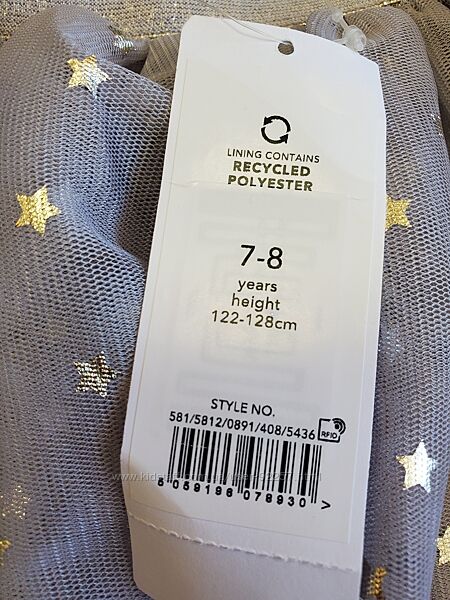 LINING CONTAINS
RECYCLED
POLYESTER
7-8
years
height
122-128cm
STYLE NO.
581/5812/0891/408/5436
RFID
5 059196 078930 >